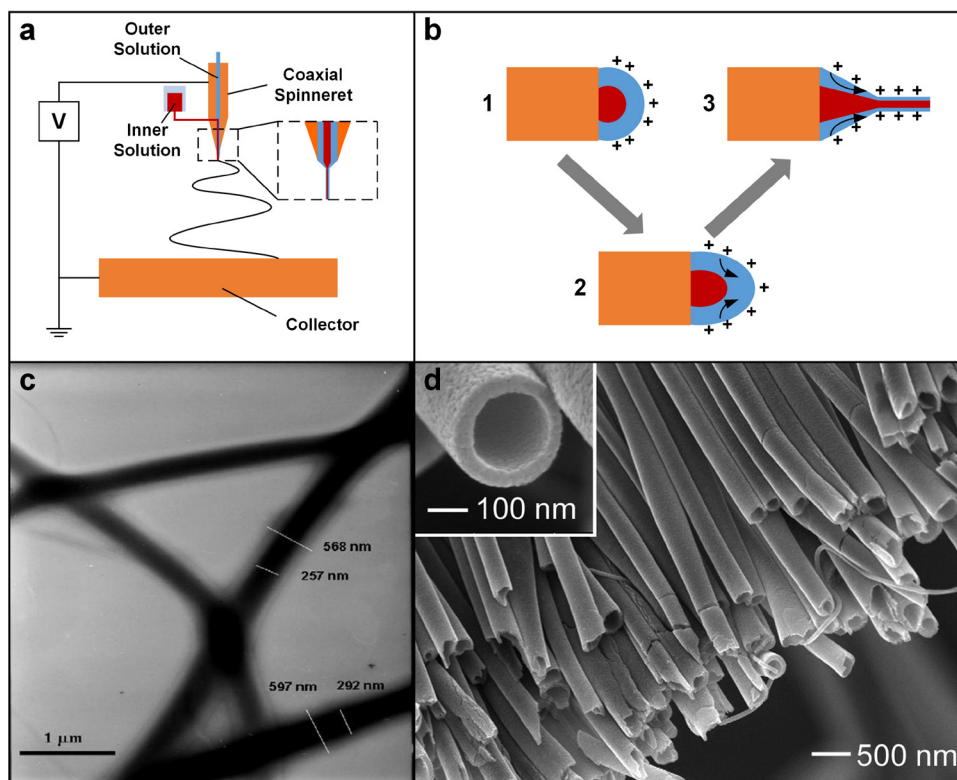 a
Outer
Solution
Coaxial
Spinneret
V
Inner
Solution
Collector
b
1
+ + + + + + +
3
+ + + + + +
+ + + + + +
2
+ + + + + + + + +
c
568 nm
257 nm
597 nm
292 nm
1 µm
d
100 nm
500 nm